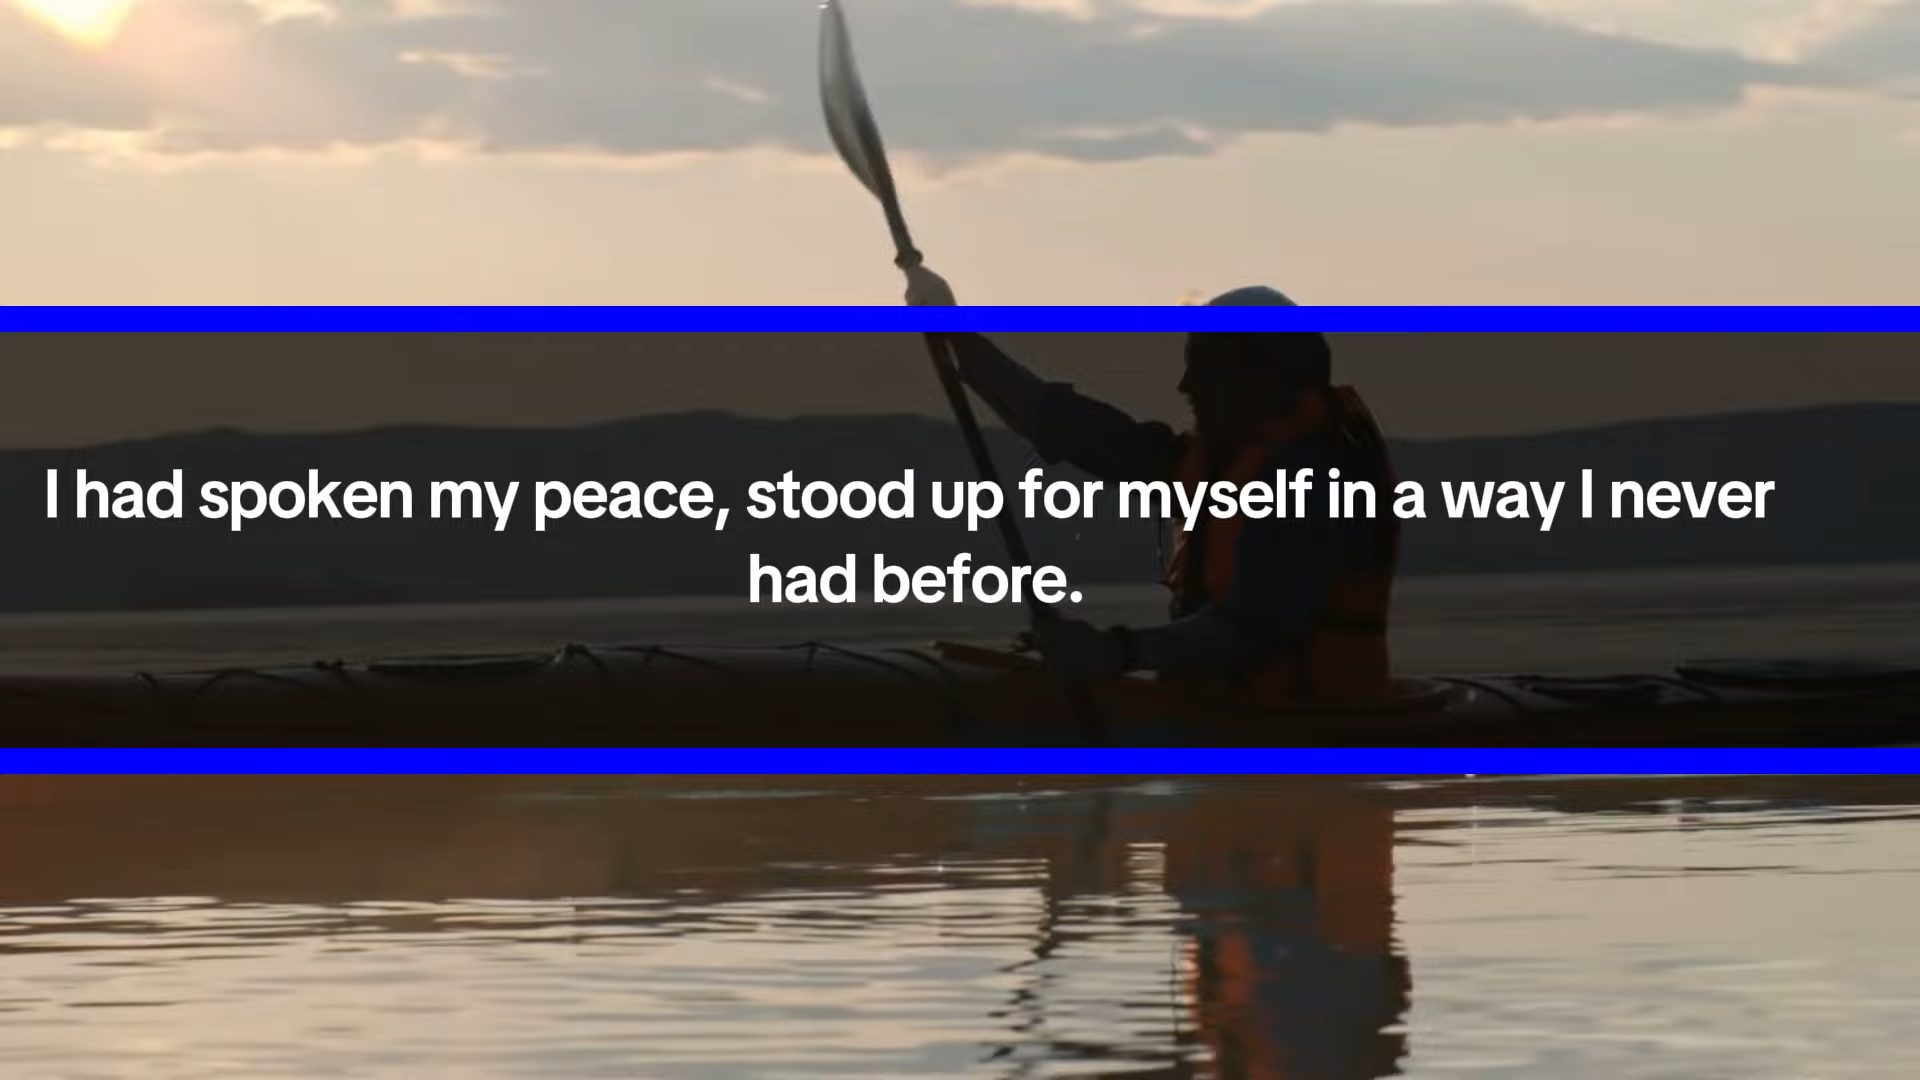 I had spoken my peace, stood up for myself in a way I never
had before.